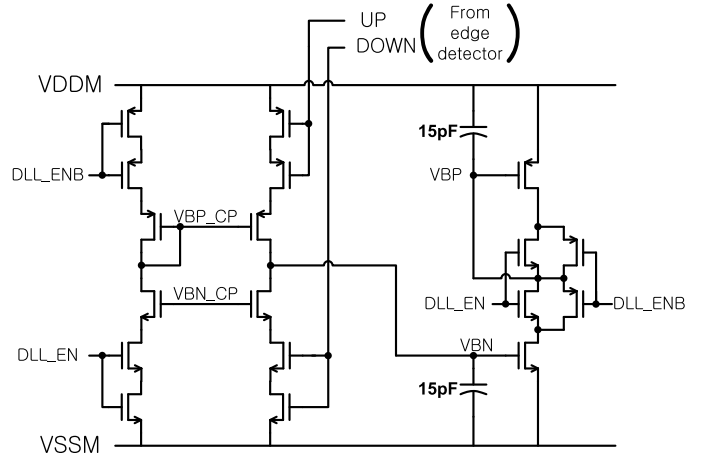 UP
DOWN
From
edge
detector
VDDM
15pF
DLL_ENB
VBP
VBP_CP
VBN_CP
DLL_EN
DLL_ENB
DLL_EN
VBN
15pF
VSSM